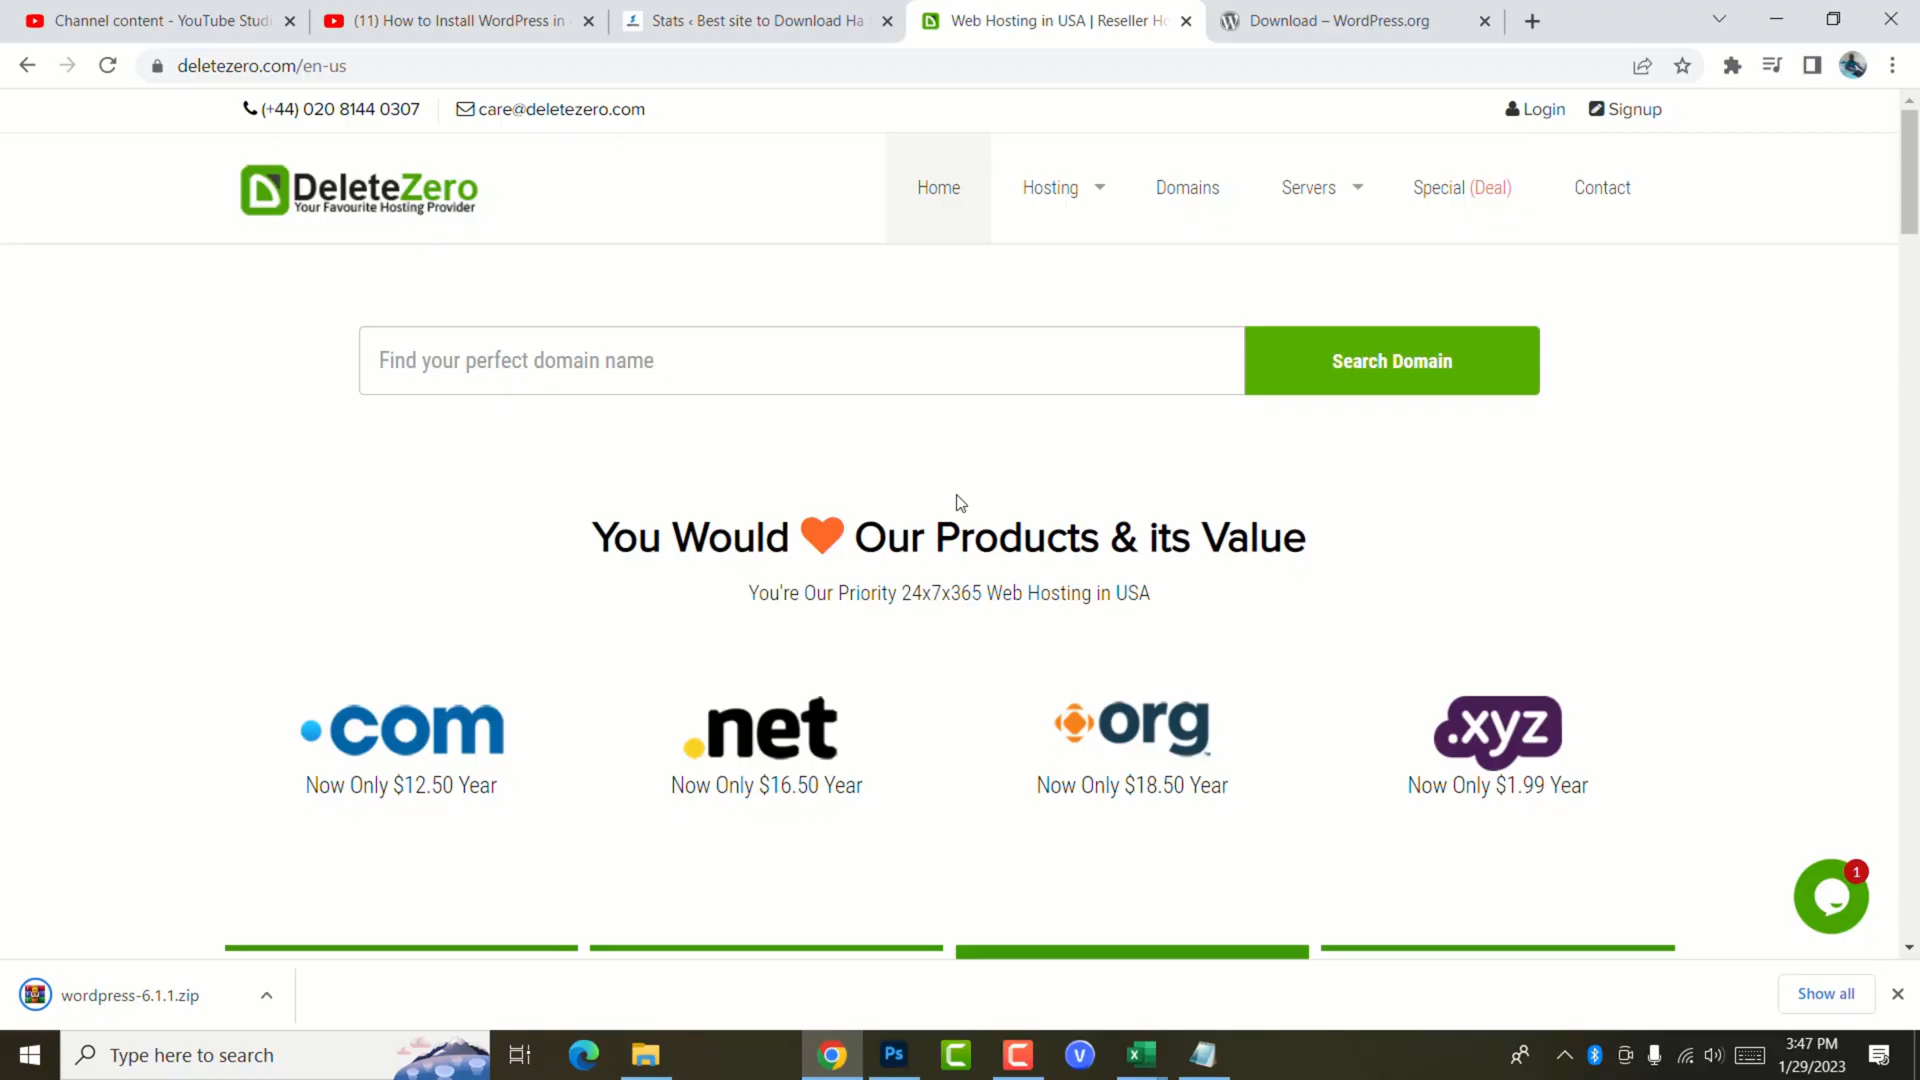 Channel content - YouTube Studi
(11) How to Install WordPress in
Stats ‹ Best site to Download Ha
Web Hosting in USA | Reseller Ho
Download – WordPress.org
deletezero.com/en-us
(+44) 020 8144 0307
care@deletezero.com
Login
Signup
DeleteZero
Your Favourite Hosting Provider
Home
Hosting
Domains
Servers
Special (Deal)
Contact
Find your perfect domain name
Search Domain
You Would Our Products & its Value
You're Our Priority 24x7x365 Web Hosting in USA
.com
.net
org
.xyz
Now Only $12.50 Year
Now Only $16.50 Year
Now Only $18.50 Year
Now Only $1.99 Year
1
wordpress-6.1.1.zip
Show all
Type here to search
Ps
3:47 PM
1/29/2023